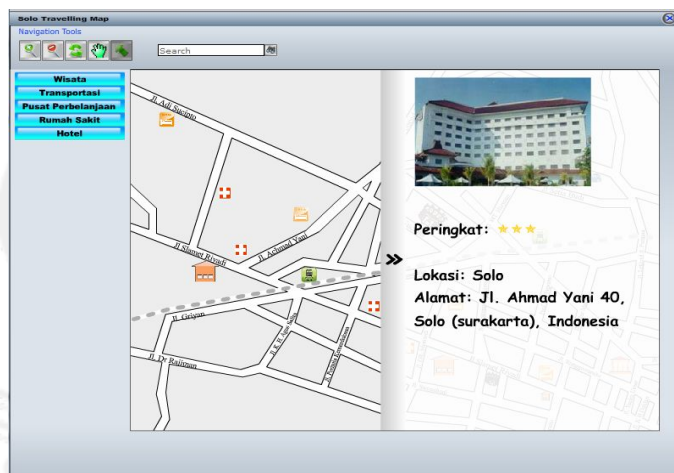 Solo Travelling Map
Navigation Tools
Search
Wisata
Transportasi
Pusat Perbelanjaan
Rumah Sakit
Hotel
Jl. Adi Sucipto
Jl. Achmad Yani
Jl Slamet Riyadi
Jl. Griyan
Jl. Dr Rajiman
Peringkat:
»
Lokasi: Solo
Alamat: Jl. Ahmad Yani 40,
Solo (surakarta), Indonesia